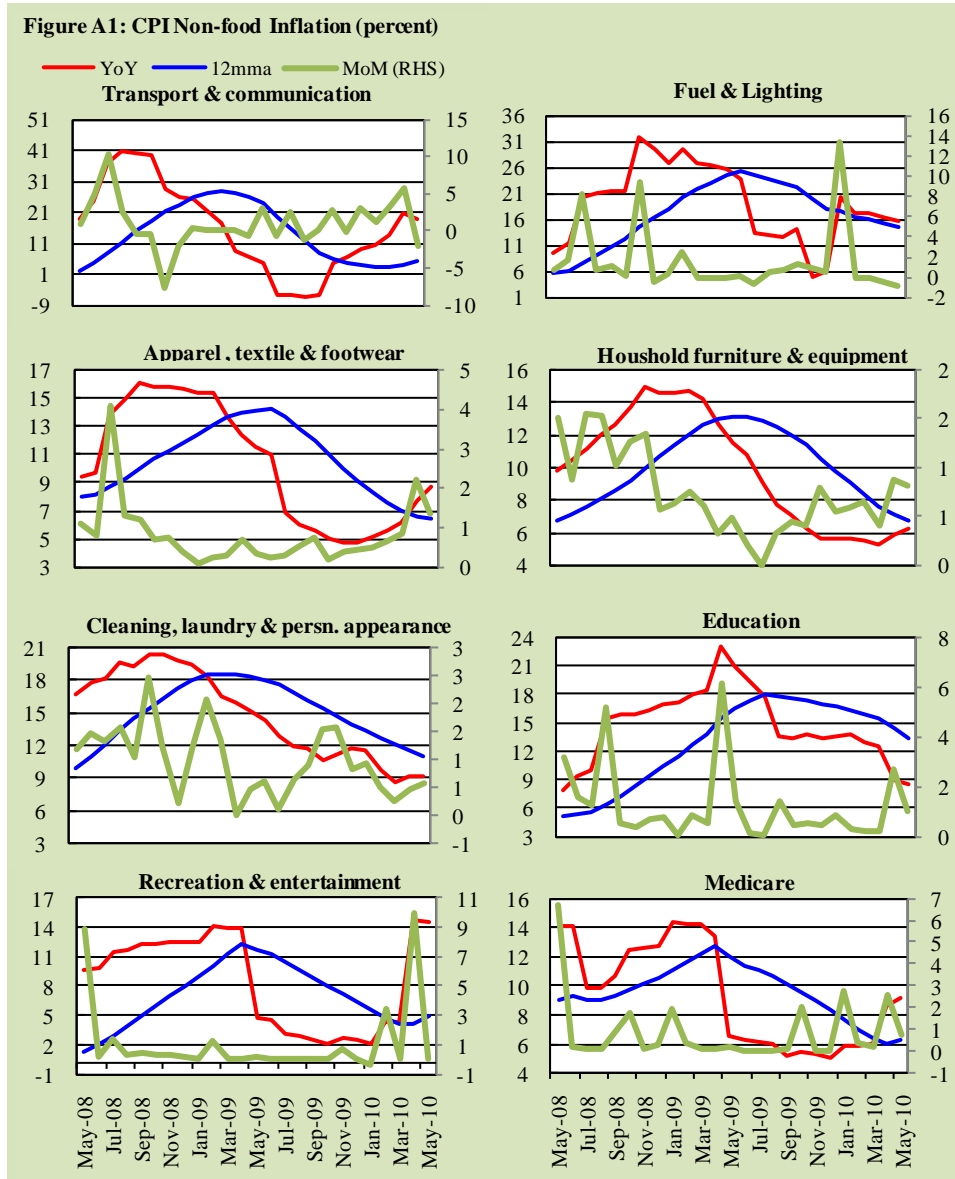 Figure A1: CPI Non-food Inflation (percent)
YoY 12mma MoM (RHS)
Transport & communication
51 41 31 21 11 1 -9
15 10 5 0 -5 -10
Fuel & Lighting
36 31 26 21 16 11 6 1
16 14 12 10 8 6 4 2 0 -2
Apparel, textile & footwear
17 15 13 11 9 7 5 3
5 4 3 2 1 0
Houshold furniture & equipment
16 14 12 10 8 6 4
2 2 1 1 0
Cleaning, laundry & persn. appearance
21 18 15 12 9 6 3
3 3 2 2 1 1 0 -1
Education
24 21 18 15 12 9 6 3
8 6 4 2 0
Recreation & entertainment
17 14 11 8 5 2 -1
11 9 7 5 3 1 -1
Medicare
16 14 12 10 8 6 4
7 6 5 4 3 2 1 0 -1
May-08 Jul-08 Sep-08 Nov-08 Jan-09 Mar-09 May-09 Jul-09 Sep-09 Nov-09 Jan-10 Mar-10 May-10
May-08 Jul-08 Sep-08 Nov-08 Jan-09 Mar-09 May-09 Jul-09 Sep-09 Nov-09 Jan-10 Mar-10 May-10